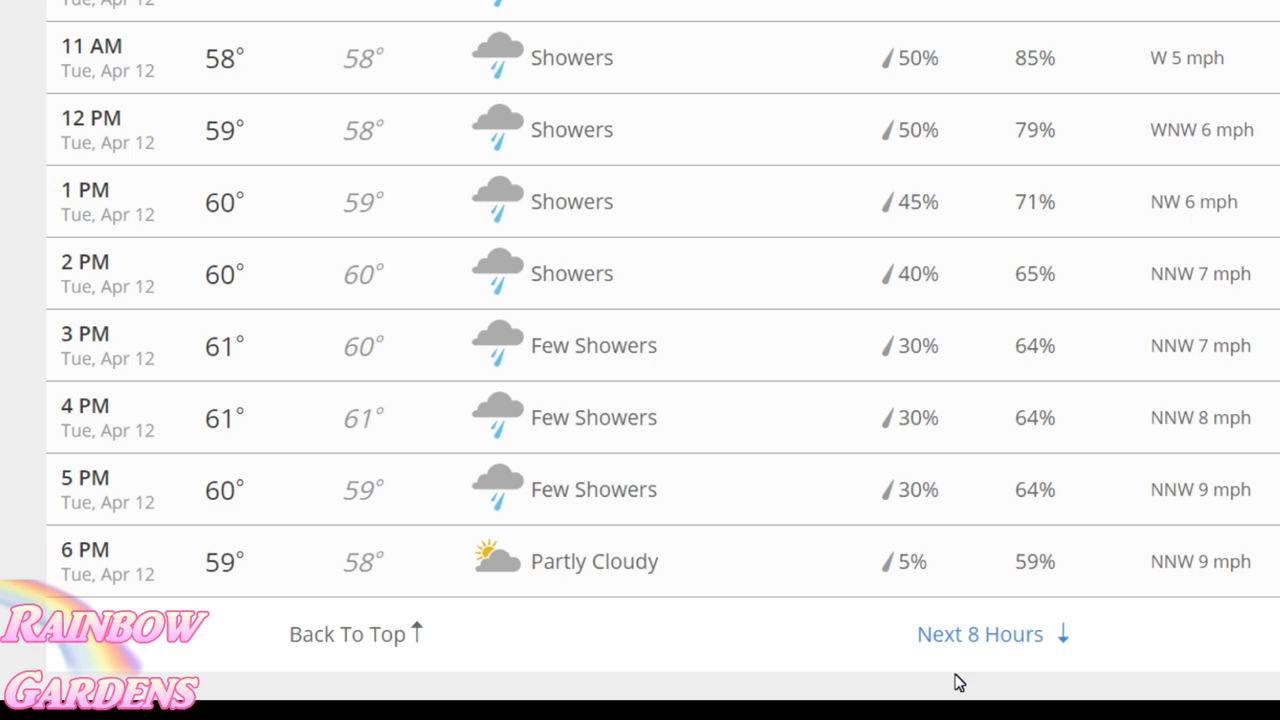 Tue, Apr 12
11 AM 58° 58° Showers 50% 85% W 5 mph
Tue, Apr 12
12 PM 59° 58° Showers 50% 79% WNW 6 mph
Tue, Apr 12
1 PM 60° 59° Showers 45% 71% NW 6 mph
Tue, Apr 12
2 PM 60° 60° Showers 40% 65% NNW 7 mph
Tue, Apr 12
3 PM 61° 60° Few Showers 30% 64% NNW 7 mph
Tue, Apr 12
4 PM 61° 61° Few Showers 30% 64% NNW 8 mph
Tue, Apr 12
5 PM 60° 59° Few Showers 30% 64% NNW 9 mph
Tue, Apr 12
6 PM 59° 58° Partly Cloudy 5% 59% NNW 9 mph
Tue, Apr 12
Back To Top Next 8 Hours
Rainbow
Gardens